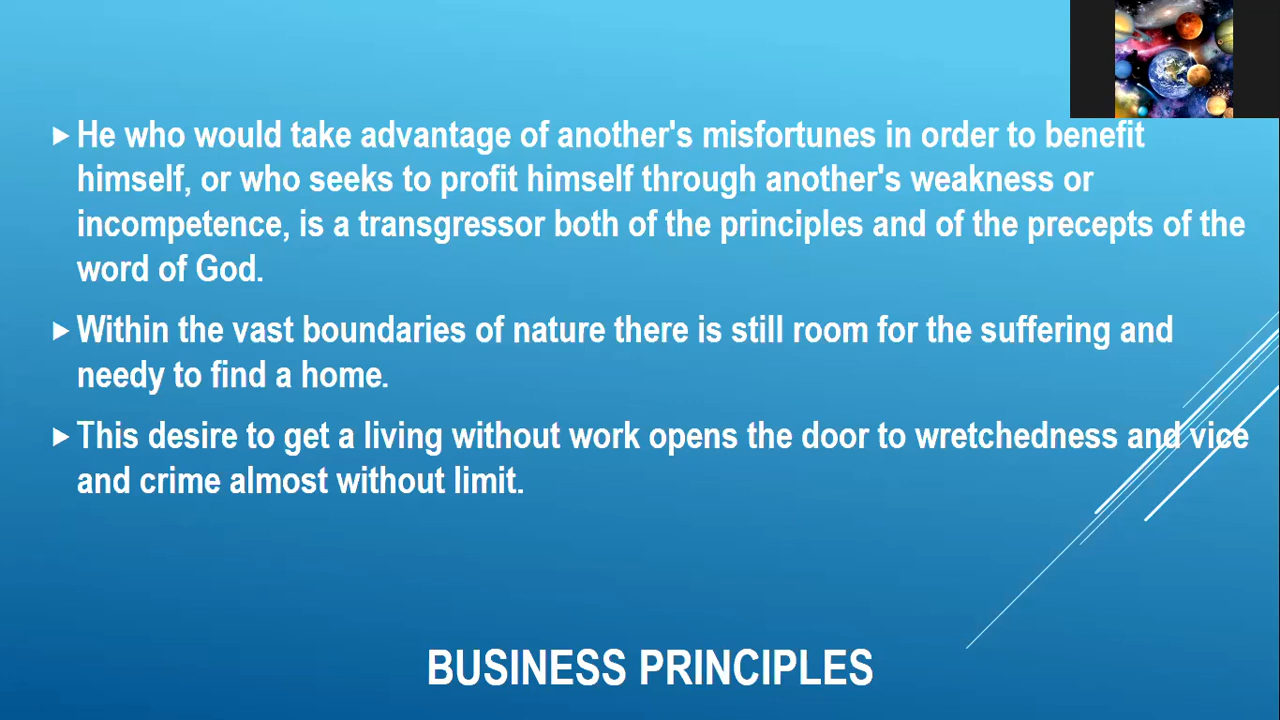 He who would take advantage of another's misfortunes in order to benefit
himself, or who seeks to profit himself through another's weakness or
incompetence, is a transgressor both of the principles and of the precepts of the
word of God.
Within the vast boundaries of nature there is still room for the suffering and
needy to find a home.
This desire to get a living without work opens the door to wretchedness and vice
and crime almost without limit.
BUSINESS PRINCIPLES